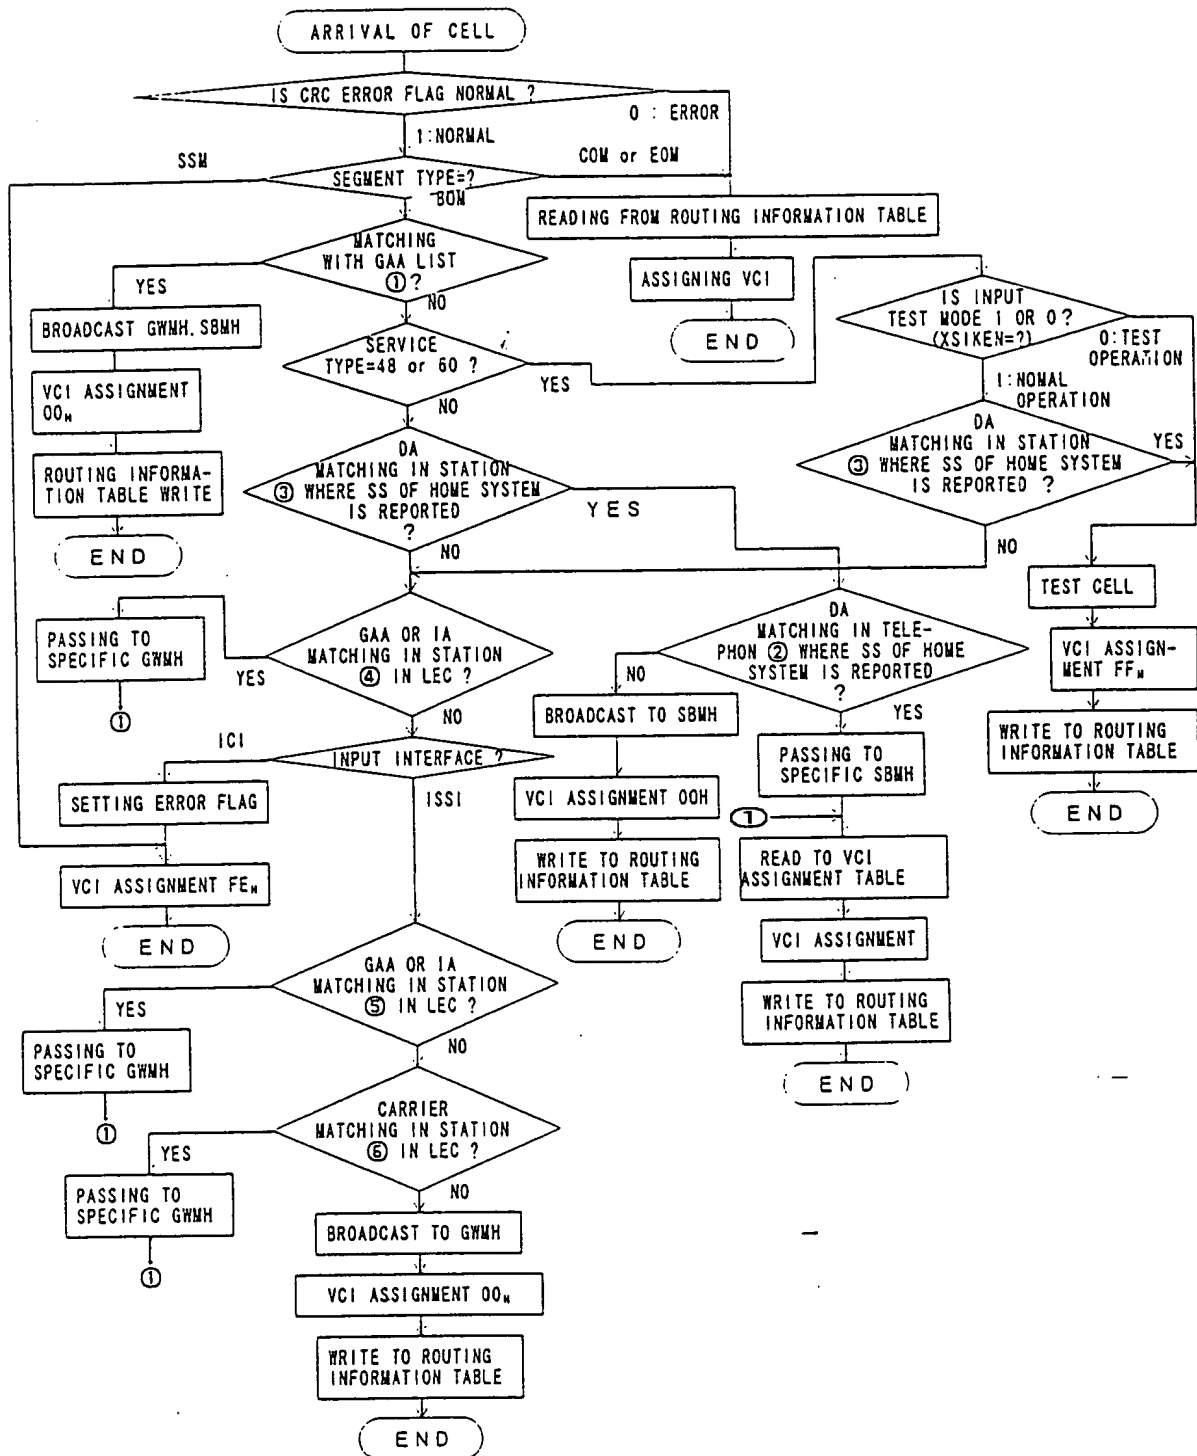 ARRIVAL OF CELL
IS CRC ERROR FLAG NORMAL ?
0 : ERROR
1:NORMAL
SSM
COM or EOM
SEGMENT TYPE=?
BOM
READING FROM ROUTING INFORMATION TABLE
ASSIGNING VCI
END
MATCHING
WITH GAA LIST
① ?
YES
NO
BROADCAST GWMH, SBMH
VCI ASSIGNMENT
00H
ROUTING INFORMA-
TION TABLE WRITE
END
SERVICE
TYPE=48 or 60 ?
YES
NO
IS INPUT
TEST MODE 1 OR 0?
(XSIKEN=?)
0:TEST
OPERATION
1:NOMAL
OPERATION
DA
MATCHING IN STATION
③ WHERE SS OF HOME SYSTEM
IS REPORTED ?
YES
NO
TEST CELL
VCI ASSIGN-
MENT FFH
WRITE TO ROUTING
INFORMATION TABLE
END
DA
MATCHING IN STATION
③ WHERE SS OF HOME SYSTEM
IS REPORTED
?
YES
NO
DA
MATCHING IN TELE-
PHON ② WHERE SS OF HOME
SYSTEM IS REPORTED
?
NO
YES
BROADCAST TO SBMH
VCI ASSIGNMENT 00H
WRITE TO ROUTING
INFORMATION TABLE
END
PASSING TO
SPECIFIC SBMH
①
READ TO VCI
ASSIGNMENT TABLE
VCI ASSIGNMENT
WRITE TO ROUTING
INFORMATION TABLE
END
GAA OR IA
MATCHING IN STATION
④ IN LEC ?
YES
NO
PASSING TO
SPECIFIC GWMH
①
INPUT INTERFACE ?
ICI
ISSI
SETTING ERROR FLAG
VCI ASSIGNMENT FEH
END
GAA OR IA
MATCHING IN STATION
⑤ IN LEC ?
YES
NO
PASSING TO
SPECIFIC GWMH
①
CARRIER
MATCHING IN STATION
⑥ IN LEC ?
YES
NO
PASSING TO
SPECIFIC GWMH
①
BROADCAST TO GWMH
VCI ASSIGNMENT 00H
WRITE TO ROUTING
INFORMATION TABLE
END